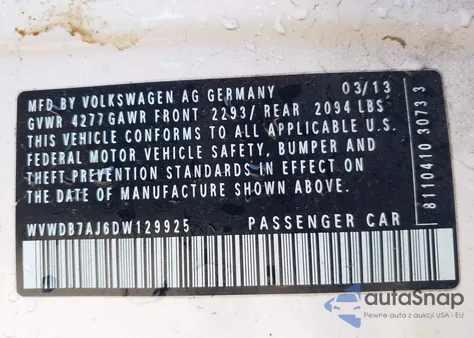 MFD BY VOLKSWAGEN AG GERMANY 03/13
GVWR 4277 GAWR FRONT 2293/ REAR 2094 LBS
THIS VEHICLE CONFORMS TO ALL APPLICABLE U.S.
FEDERAL MOTOR VEHICLE SAFETY, BUMPER AND
THEFT PREVENTION STANDARDS IN EFFECT ON
THE DATE OF MANUFACTURE SHOWN ABOVE.
WVWDB7AJ6DW129925 PASSENGER CAR
8110410 3073 3
autoSnap
Pewne auta z aukcji USA i EU